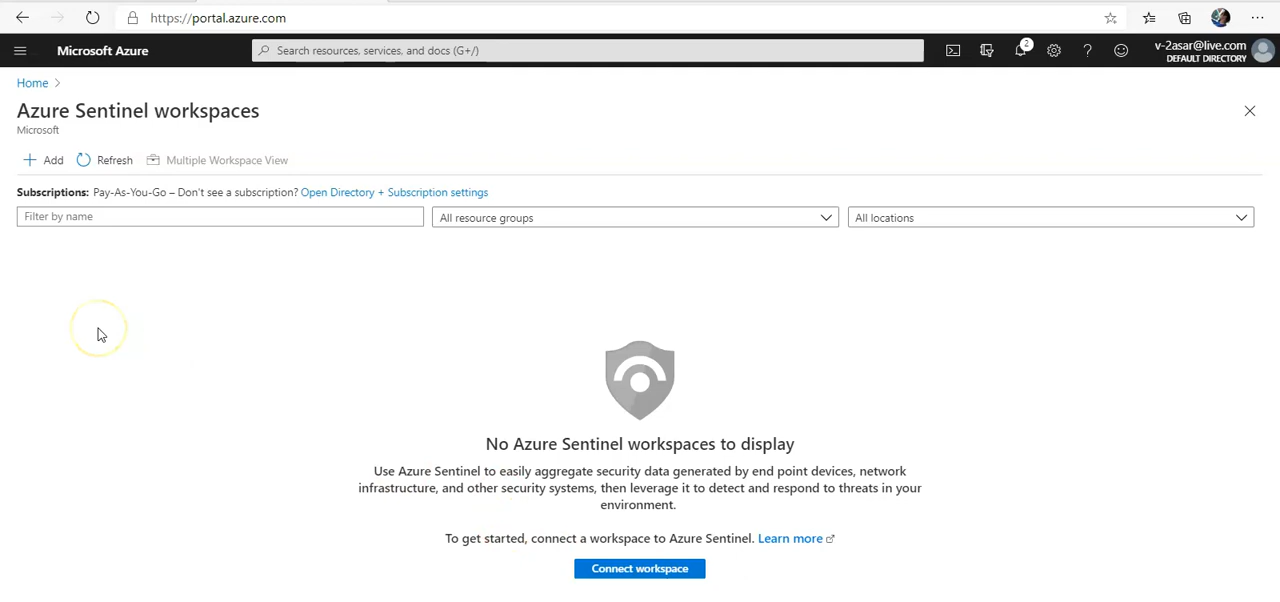 https://portal.azure.com
Microsoft Azure
Search resources, services, and docs (G+/)
2
v-2asar@live.com
DEFAULT DIRECTORY
Home
Azure Sentinel workspaces
Microsoft
Add Refresh Multiple Workspace View
Subscriptions: Pay-As-You-Go – Don't see a subscription? Open Directory + Subscription settings
Filter by name
All resource groups
All locations
No Azure Sentinel workspaces to display
Use Azure Sentinel to easily aggregate security data generated by end point devices, network
infrastructure, and other security systems, then leverage it to detect and respond to threats in your
environment.
To get started, connect a workspace to Azure Sentinel. Learn more
Connect workspace